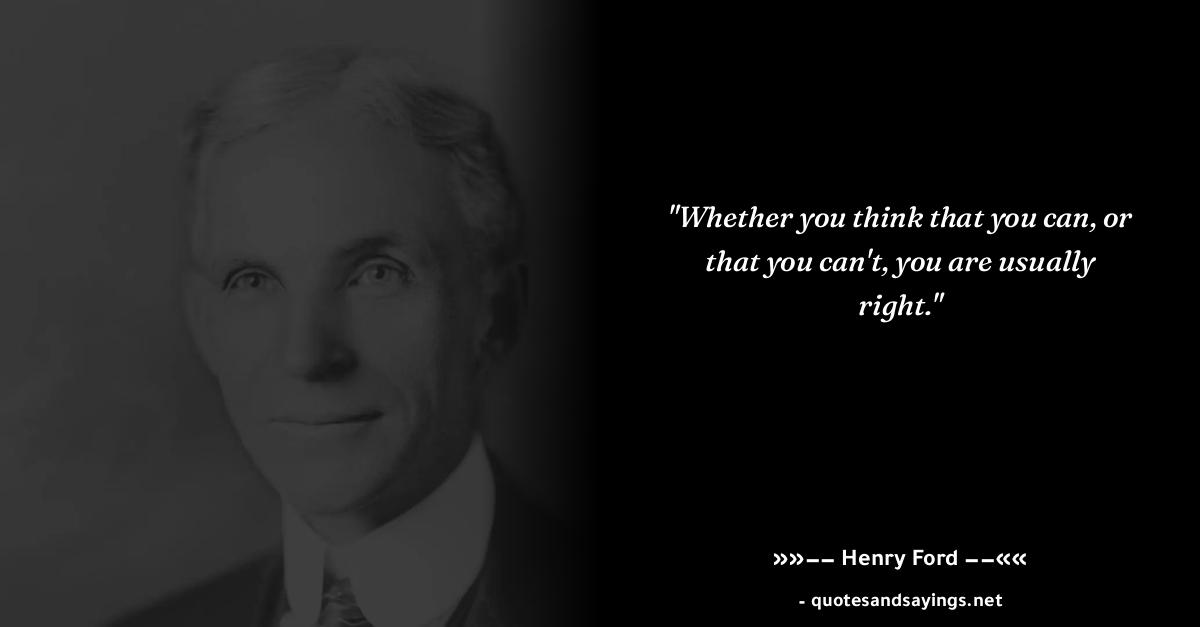 "Whether you think that you can, or
that you can't, you are usually
right."
»»–– Henry Ford ––««
- quotesandsayings.net